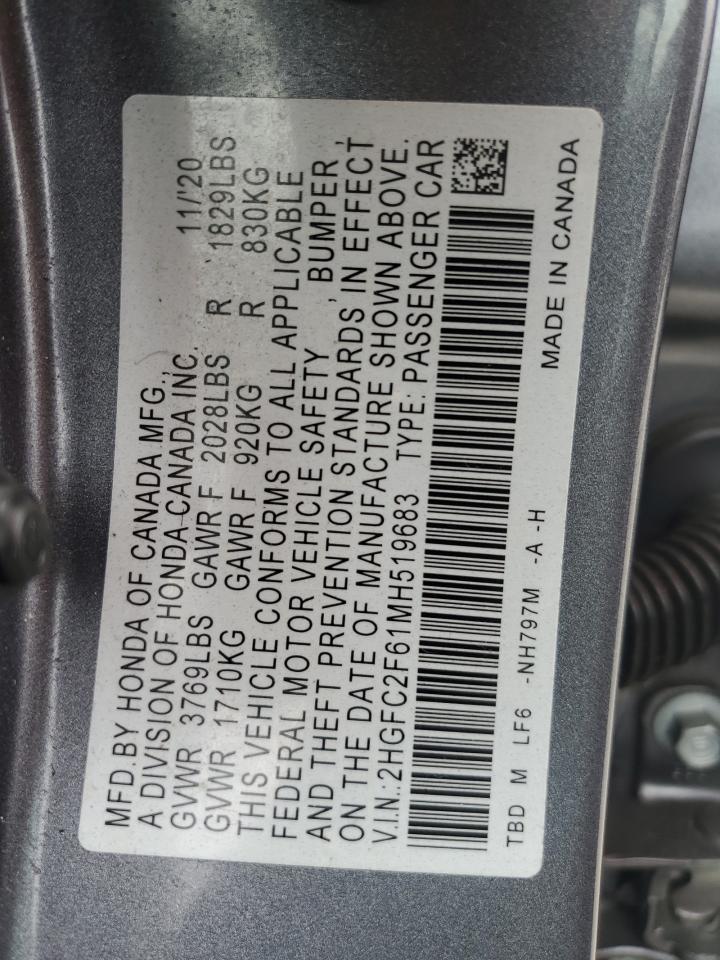 MFD.BY HONDA OF CANADA MFG.,
A DIVISION OF HONDA CANADA INC. 11/'20
GVWR 3769LBS GAWR F 2028LBS R 1829LBS
GVWR 1710KG GAWR F 920KG R 830KG
THIS VEHICLE CONFORMS TO ALL APPLICABLE
FEDERAL MOTOR VEHICLE SAFETY , BUMPER ,
AND THEFT PREVENTION STANDARDS IN EFFECT
ON THE DATE OF MANUFACTURE SHOWN ABOVE.
V.I.N.:2HGFC2F61MH519683 TYPE:PASSENGER CAR
TBD M LF6 -NH797M -A -H MADE IN CANADA